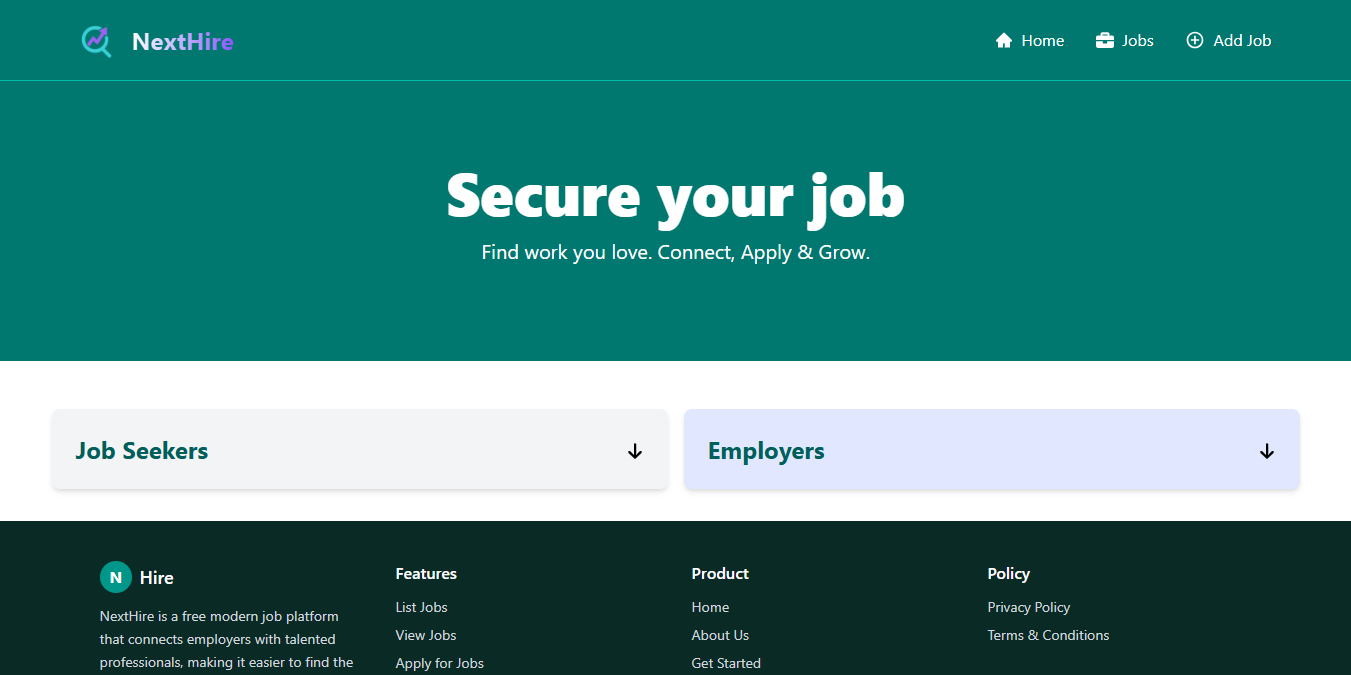 NextHire
Home
Jobs
Add Job
Secure your job
Find work you love. Connect, Apply & Grow.
Job Seekers
Employers
N
Hire
NextHire is a free modern job platform
that connects employers with talented
professionals, making it easier to find the
Features
List Jobs
View Jobs
Apply for Jobs
Product
Home
About Us
Get Started
Policy
Privacy Policy
Terms & Conditions